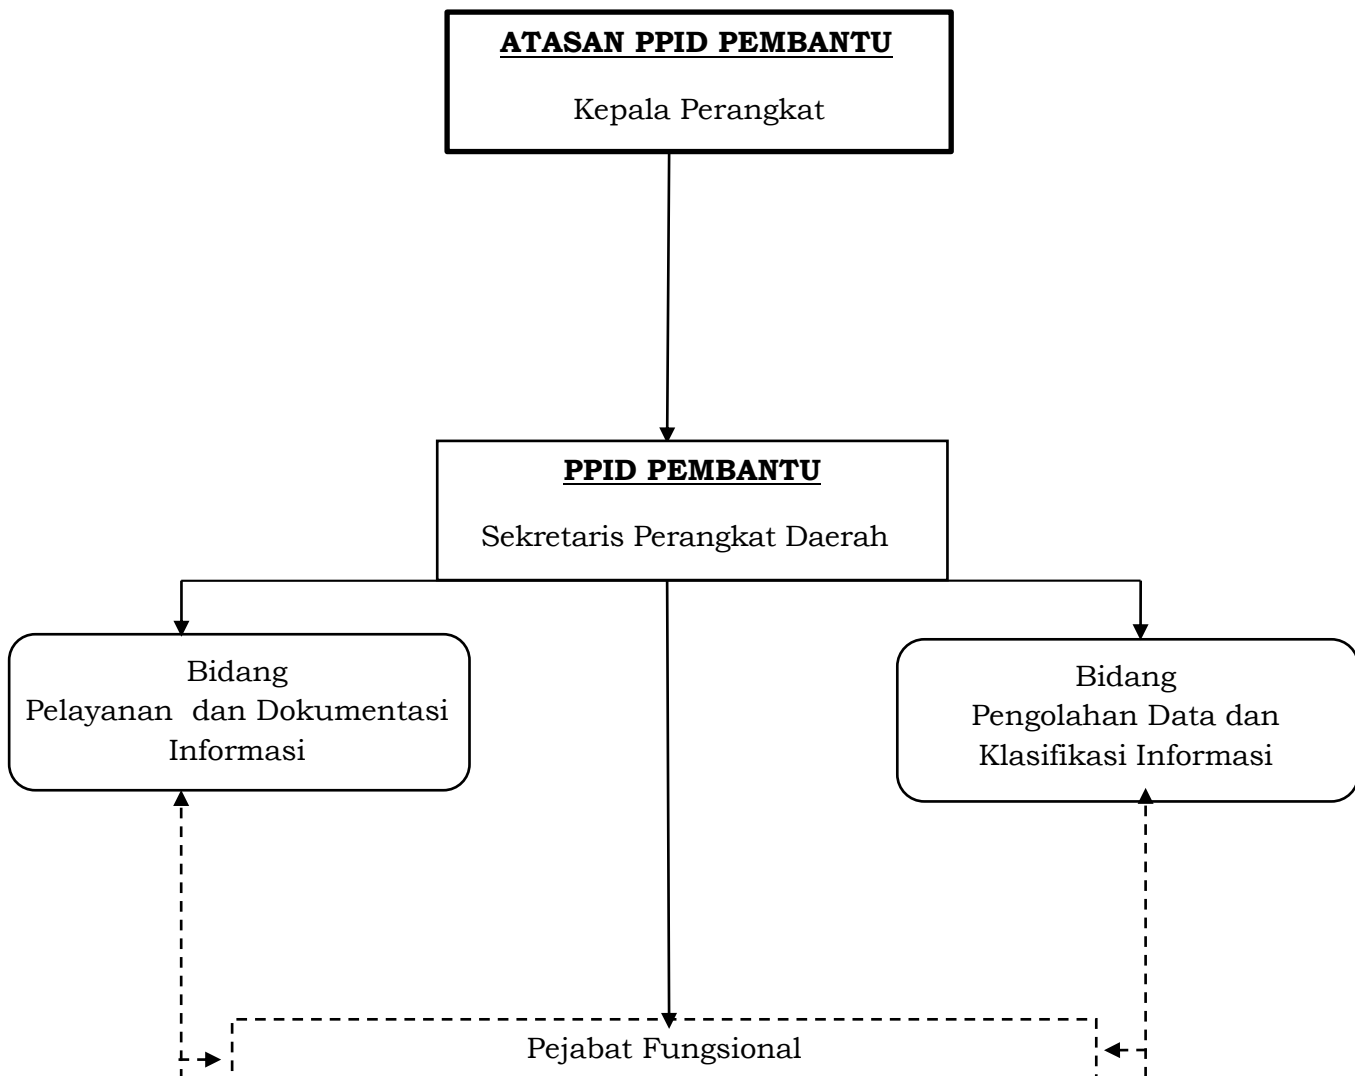 ATASAN PPID PEMBANTU
Kepala Perangkat
PPID PEMBANTU
Sekretaris Perangkat Daerah
Bidang
Pelayanan  dan Dokumentasi
Informasi
Bidang
Pengolahan Data dan
Klasifikasi Informasi
Pejabat Fungsional